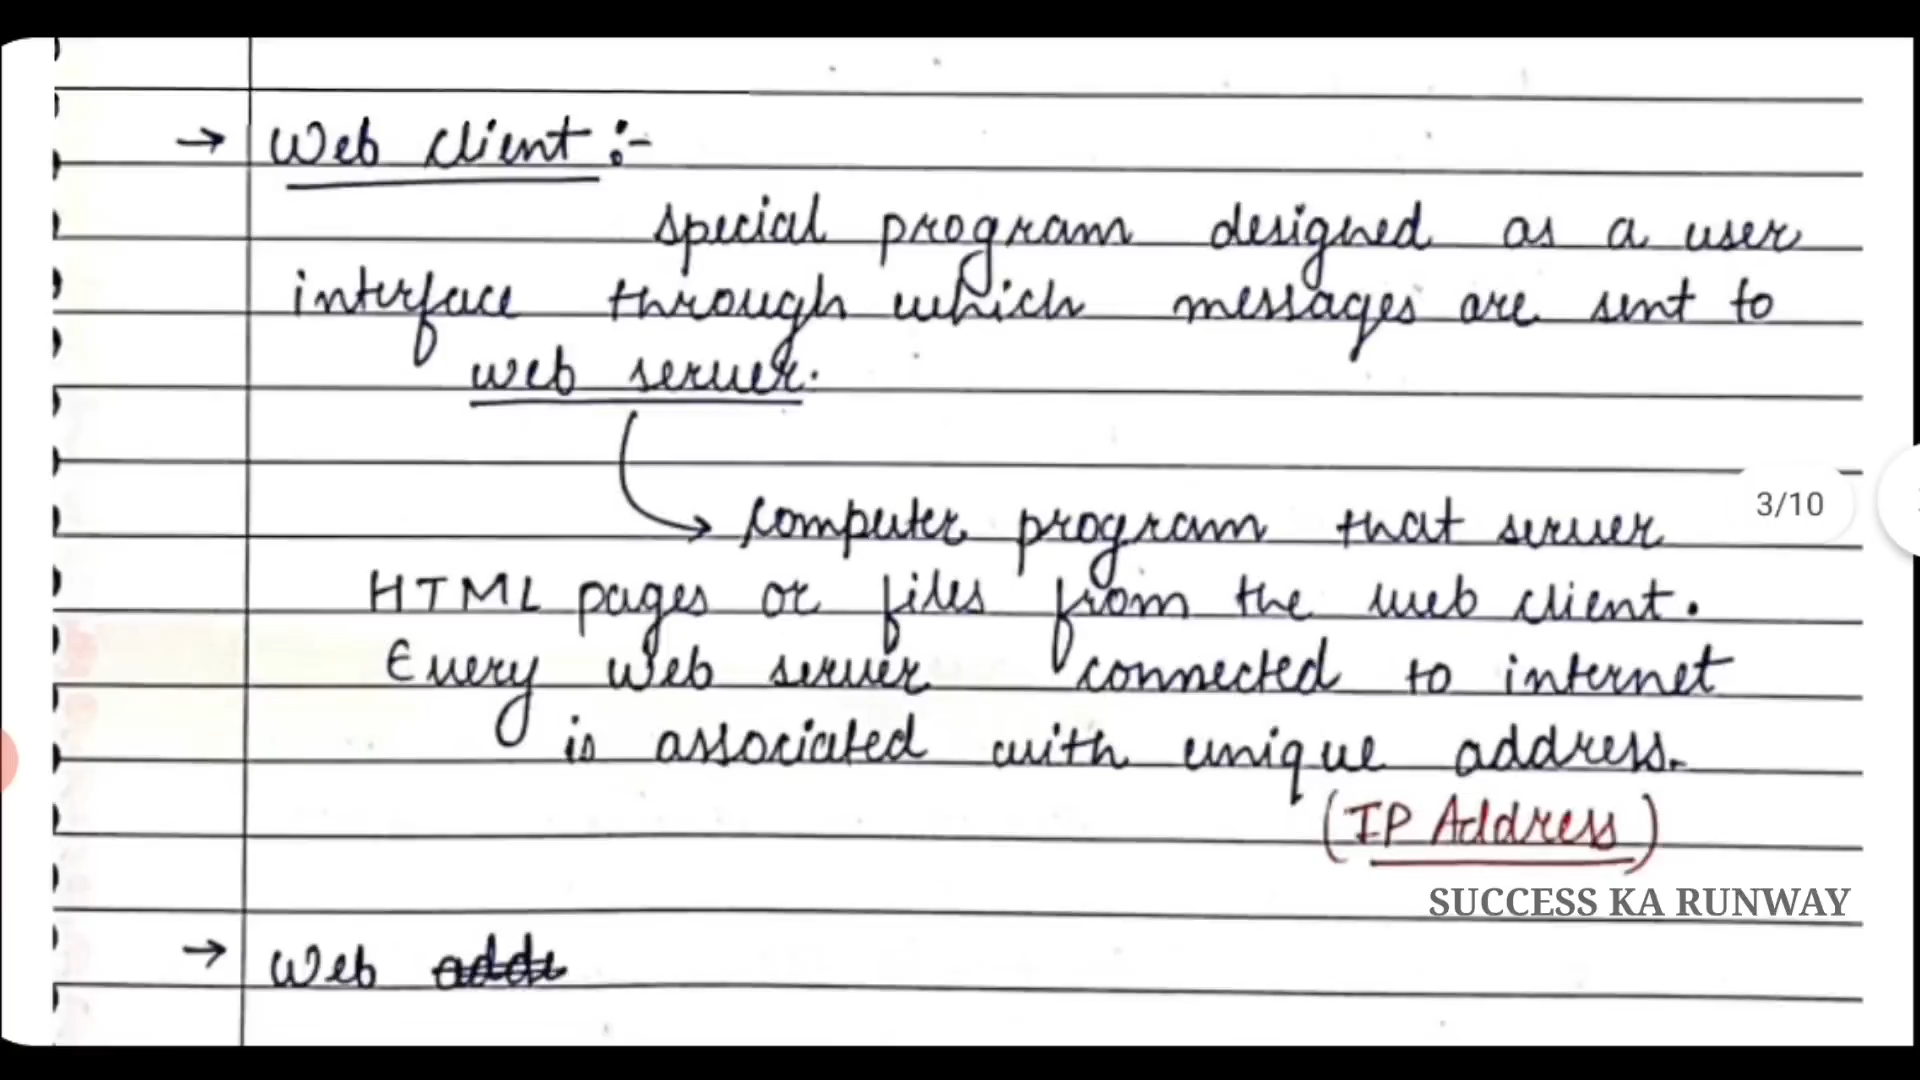 → Web client :-
special program designed as a user
interface through which messages are sent to
web server.
→ computer program that server
HTML pages or files from the web client.
Every web server connected to internet
is associated with unique address.
(IP Address)
→ Web
3/10
SUCCESS KA RUNWAY